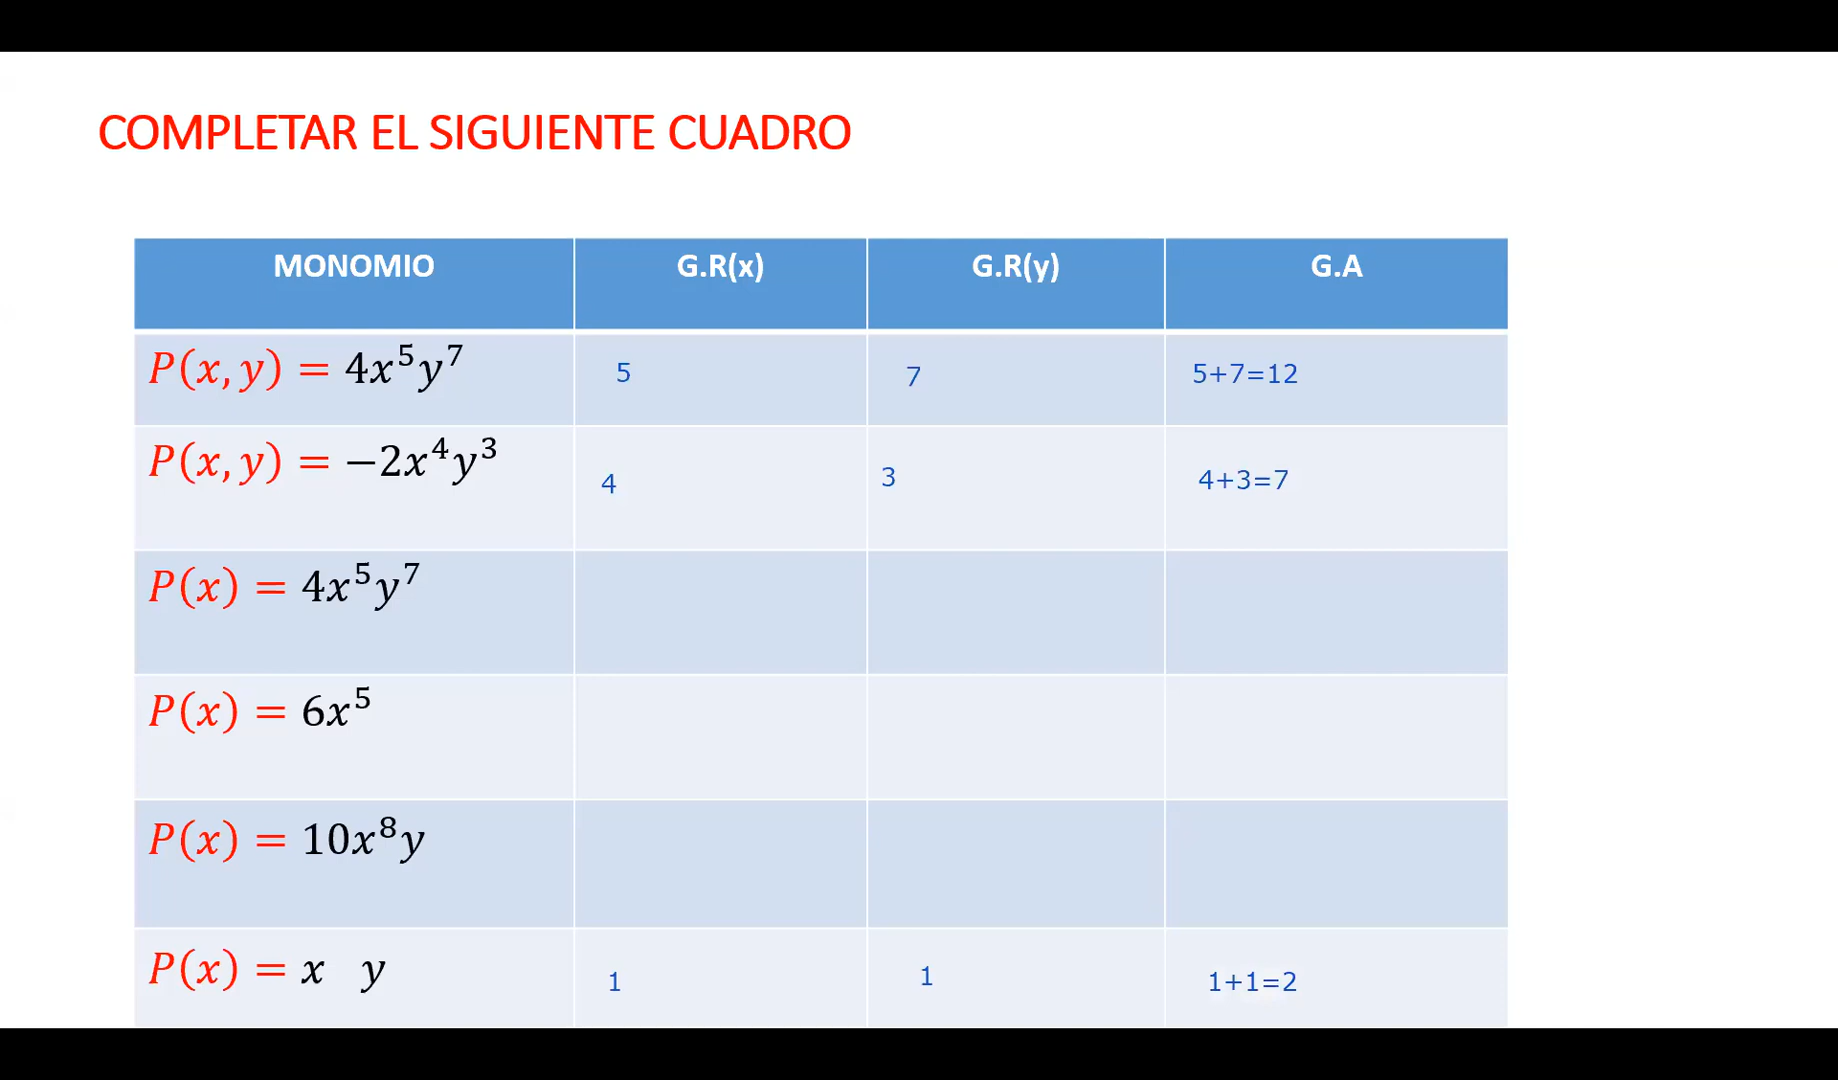 COMPLETAR EL SIGUIENTE CUADRO
MONOMIO G.R(x) G.R(y) G.A
P(x, y) = 4x⁵y⁷ 5 7 5+7=12
P(x, y) = −2x⁴y³ 4 3 4+3=7
P(x) = 4x⁵y⁷
P(x) = 6x⁵
P(x) = 10x⁸y
P(x) = x y 1 1 1+1=2